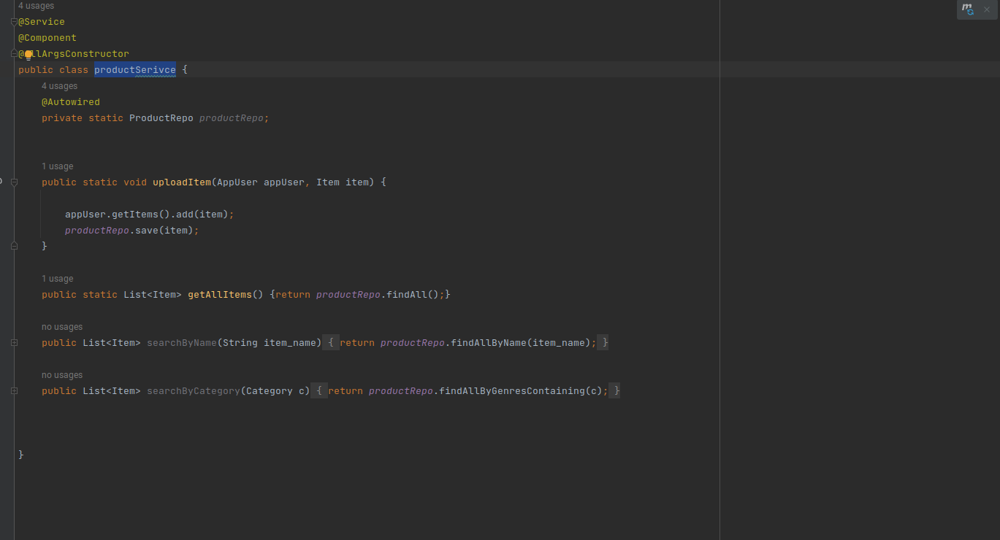 4 usages
@Service
@Component
@AllArgsConstructor
public class productSerivce {
4 usages
@Autowired
private static ProductRepo productRepo;
1 usage
public static void uploadItem(AppUser appUser, Item item) {
appUser.getItems().add(item);
productRepo.save(item);
}
1 usage
public static List<Item> getAllItems() {return productRepo.findAll();}
no usages
public List<Item> searchByName(String item_name) { return productRepo.findAllByName(item_name); }
no usages
public List<Item> searchByCategory(Category c) { return productRepo.findAllByGenresContaining(c); }
}